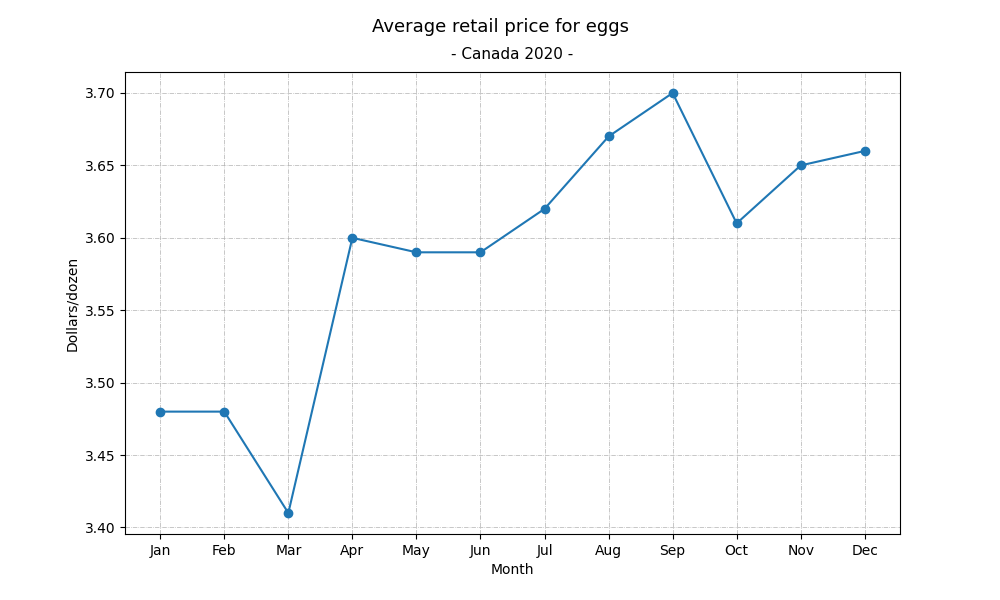 Average retail price for eggs
- Canada 2020 -
3.70
3.65
3.60
3.55
3.50
3.45
3.40
Dollars/dozen
Jan Feb Mar Apr May Jun Jul Aug Sep Oct Nov Dec
Month